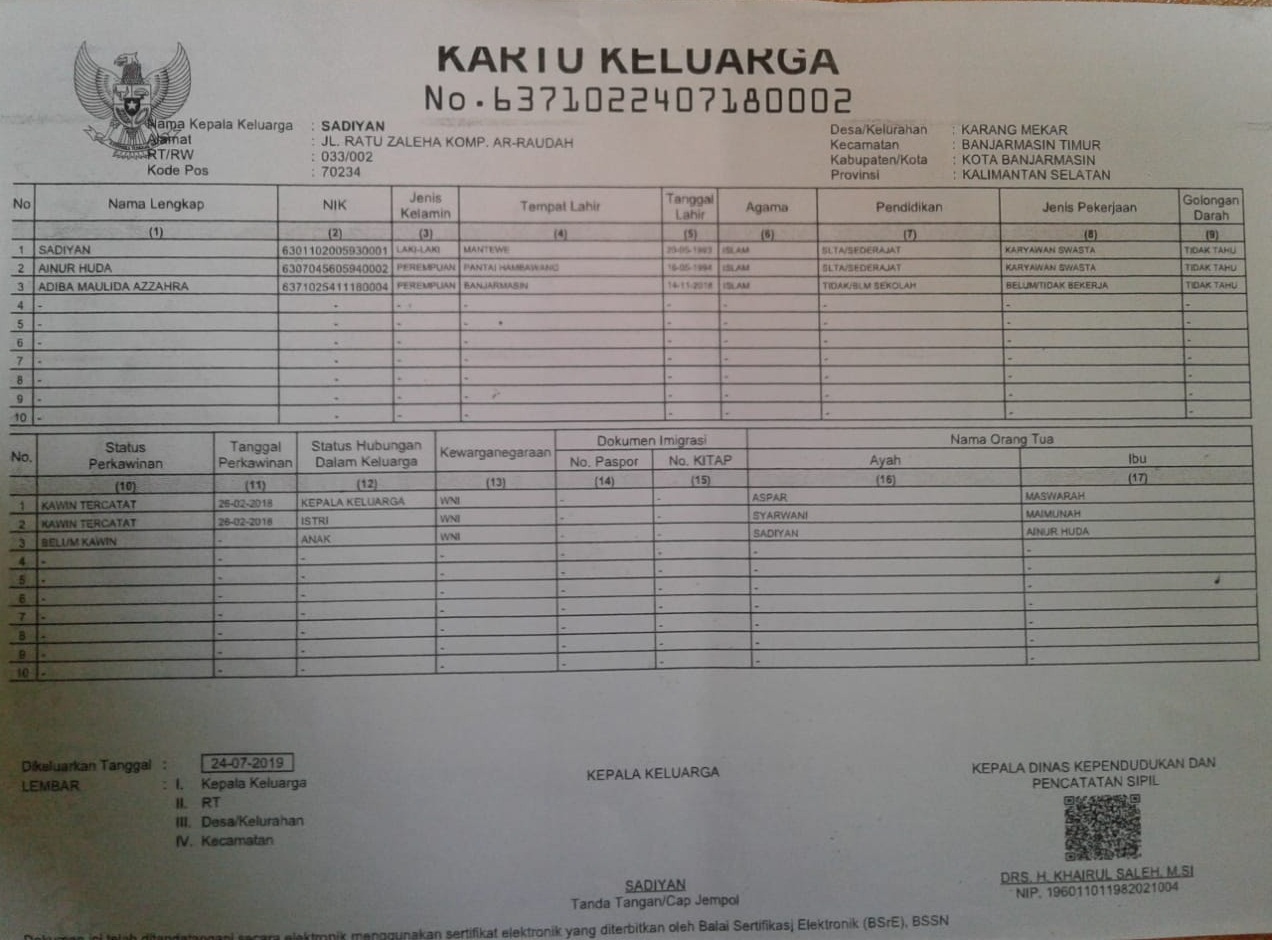 KARTU KELUARGA
No. 6371022407180002
Nama Kepala Keluarga : SADIYAN
Alamat : JL. RATU ZALEHA KOMP. AR-RAUDAH
RT/RW : 033/002
Kode Pos : 70234
Desa/Kelurahan : KARANG MEKAR
Kecamatan : BANJARMASIN TIMUR
Kabupaten/Kota : KOTA BANJARMASIN
Provinsi : KALIMANTAN SELATAN
No Nama Lengkap NIK Jenis Kelamin Tempat Lahir Tanggal Lahir Agama Pendidikan Jenis Pekerjaan Golongan Darah
(1) (2) (3) (4) (5) (6) (7) (8) (9)
1 SADIYAN 6301102005930001 LAKI-LAKI MANTEWE 20-05-1993 ISLAM SLTA/SEDERAJAT KARYAWAN SWASTA TIDAK TAHU
2 AINUR HUDA 6307045605940002 PEREMPUAN PANTAI HAMBAWANG 16-05-1994 ISLAM SLTA/SEDERAJAT KARYAWAN SWASTA TIDAK TAHU
3 ADIBA MAULIDA AZZAHRA 6371025411180004 PEREMPUAN BANJARMASIN 14-11-2018 ISLAM TIDAK/BLM SEKOLAH BELUM/TIDAK BEKERJA TIDAK TAHU
4 - - - - - - - - -
5 - - - - - - - - -
6 - - - - - - - - -
7 - - - - - - - - -
8 - - - - - - - - -
9 - - - - - - - - -
10 - - - - - - - - -
No. Status Perkawinan Tanggal Perkawinan Status Hubungan Dalam Keluarga Kewarganegaraan Dokumen Imigrasi Nama Orang Tua
No. Paspor No. KITAP Ayah Ibu
(10) (11) (12) (13) (14) (15) (16) (17)
1 KAWIN TERCATAT 26-02-2018 KEPALA KELUARGA WNI - - ASPAR MASWARAH
2 KAWIN TERCATAT 26-02-2018 ISTRI WNI - - SYARWANI MAIMUNAH
3 BELUM KAWIN - ANAK WNI - - SADIYAN AINUR HUDA
4 - - - - - - - -
5 - - - - - - - -
6 - - - - - - - -
7 - - - - - - - -
8 - - - - - - - -
9 - - - - - - - -
10 - - - - - - - -
Dikeluarkan Tanggal : 24-07-2019
LEMBAR : I. Kepala Keluarga
II. RT
III. Desa/Kelurahan
IV. Kecamatan
KEPALA KELUARGA
SADIYAN
Tanda Tangan/Cap Jempol
KEPALA DINAS KEPENDUDUKAN DAN
PENCATATAN SIPIL
DRS. H. KHAIRUL SALEH, M.SI
NIP. 196011011982021004
Dokumen ini telah ditandatangani secara elektronik menggunakan sertifikat elektronik yang diterbitkan oleh Balai Sertifikasi Elektronik (BSrE), BSSN